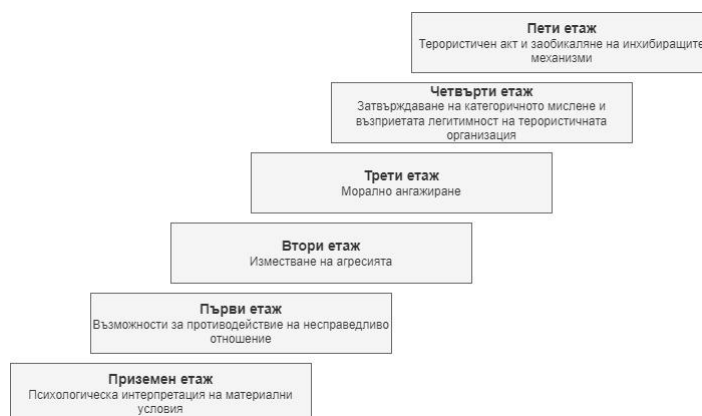 Пети етаж
Терористичен акт и заобикаляне на инхибиращите
механизми
Четвърти етаж
Затвърждаване на категоричното мислене и
възприетата легитимност на терористичната
организация
Трети етаж
Морално ангажиране
Втори етаж
Изместване на агресията
Първи етаж
Възможности за противодействие на несправедливо
отношение
Приземен етаж
Психологическа интерпретация на материални
условия